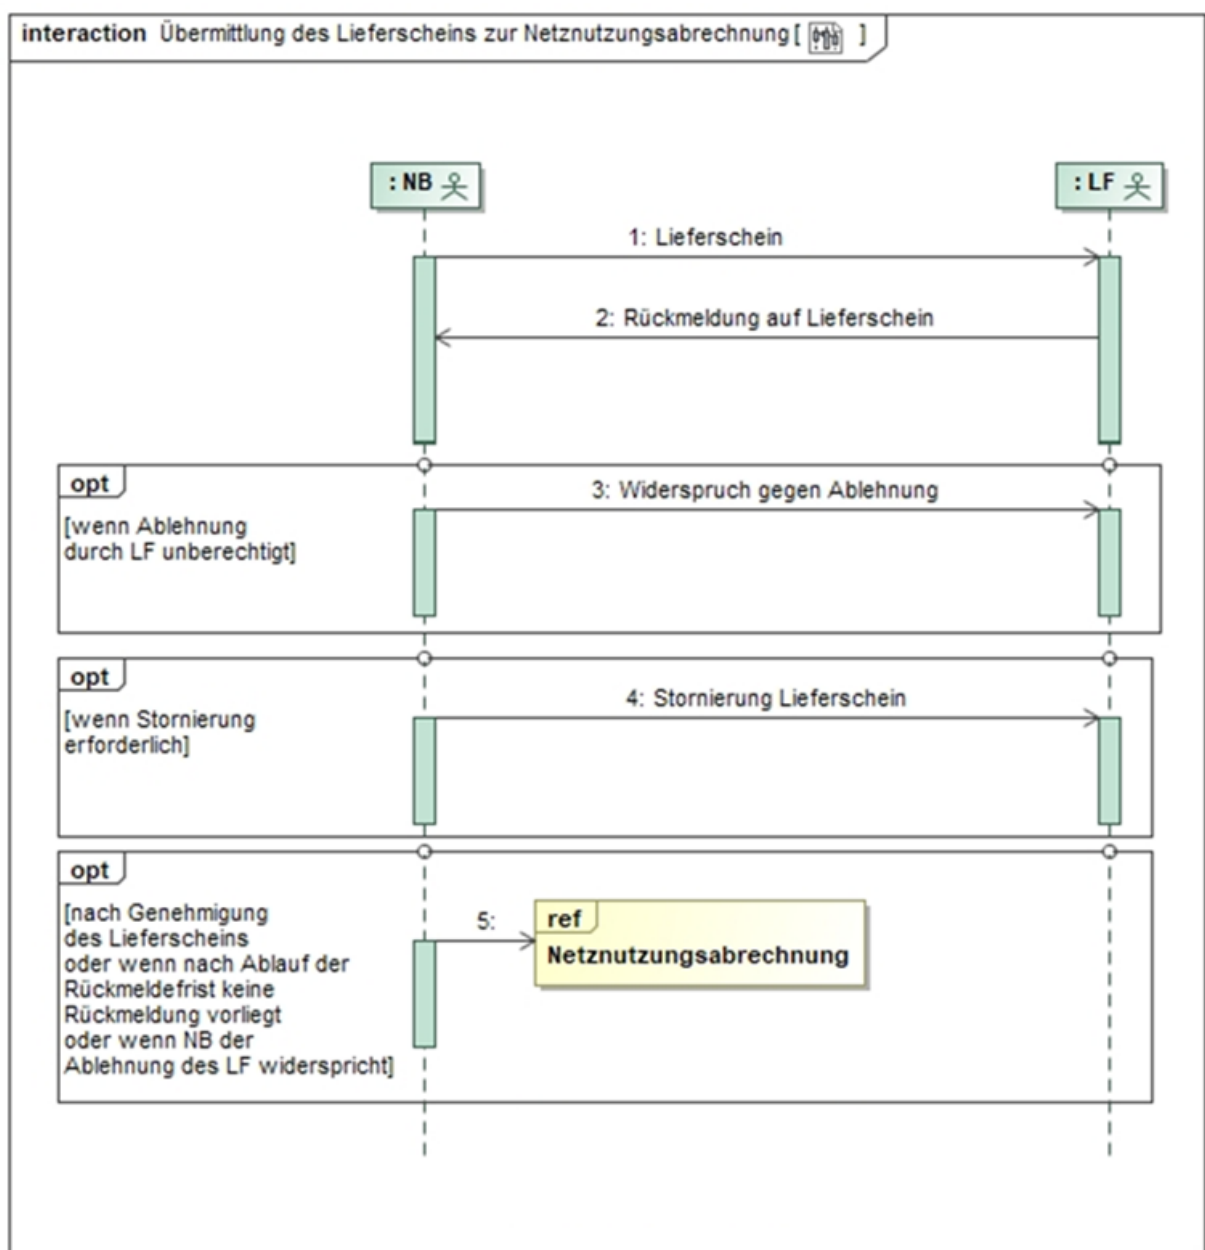 interaction Übermittlung des Lieferscheins zur Netznutzungsabrechnung [ ]
: NB
: LF
1: Lieferschein
2: Rückmeldung auf Lieferschein
opt
3: Widerspruch gegen Ablehnung
[wenn Ablehnung
durch LF unberechtigt]
opt
4: Stornierung Lieferschein
[wenn Stornierung
erforderlich]
opt
[nach Genehmigung
des Lieferscheins
oder wenn nach Ablauf der
Rückmeldefrist keine
Rückmeldung vorliegt
oder wenn NB der
Ablehnung des LF widerspricht]
5:
ref
Netznutzungsabrechnung